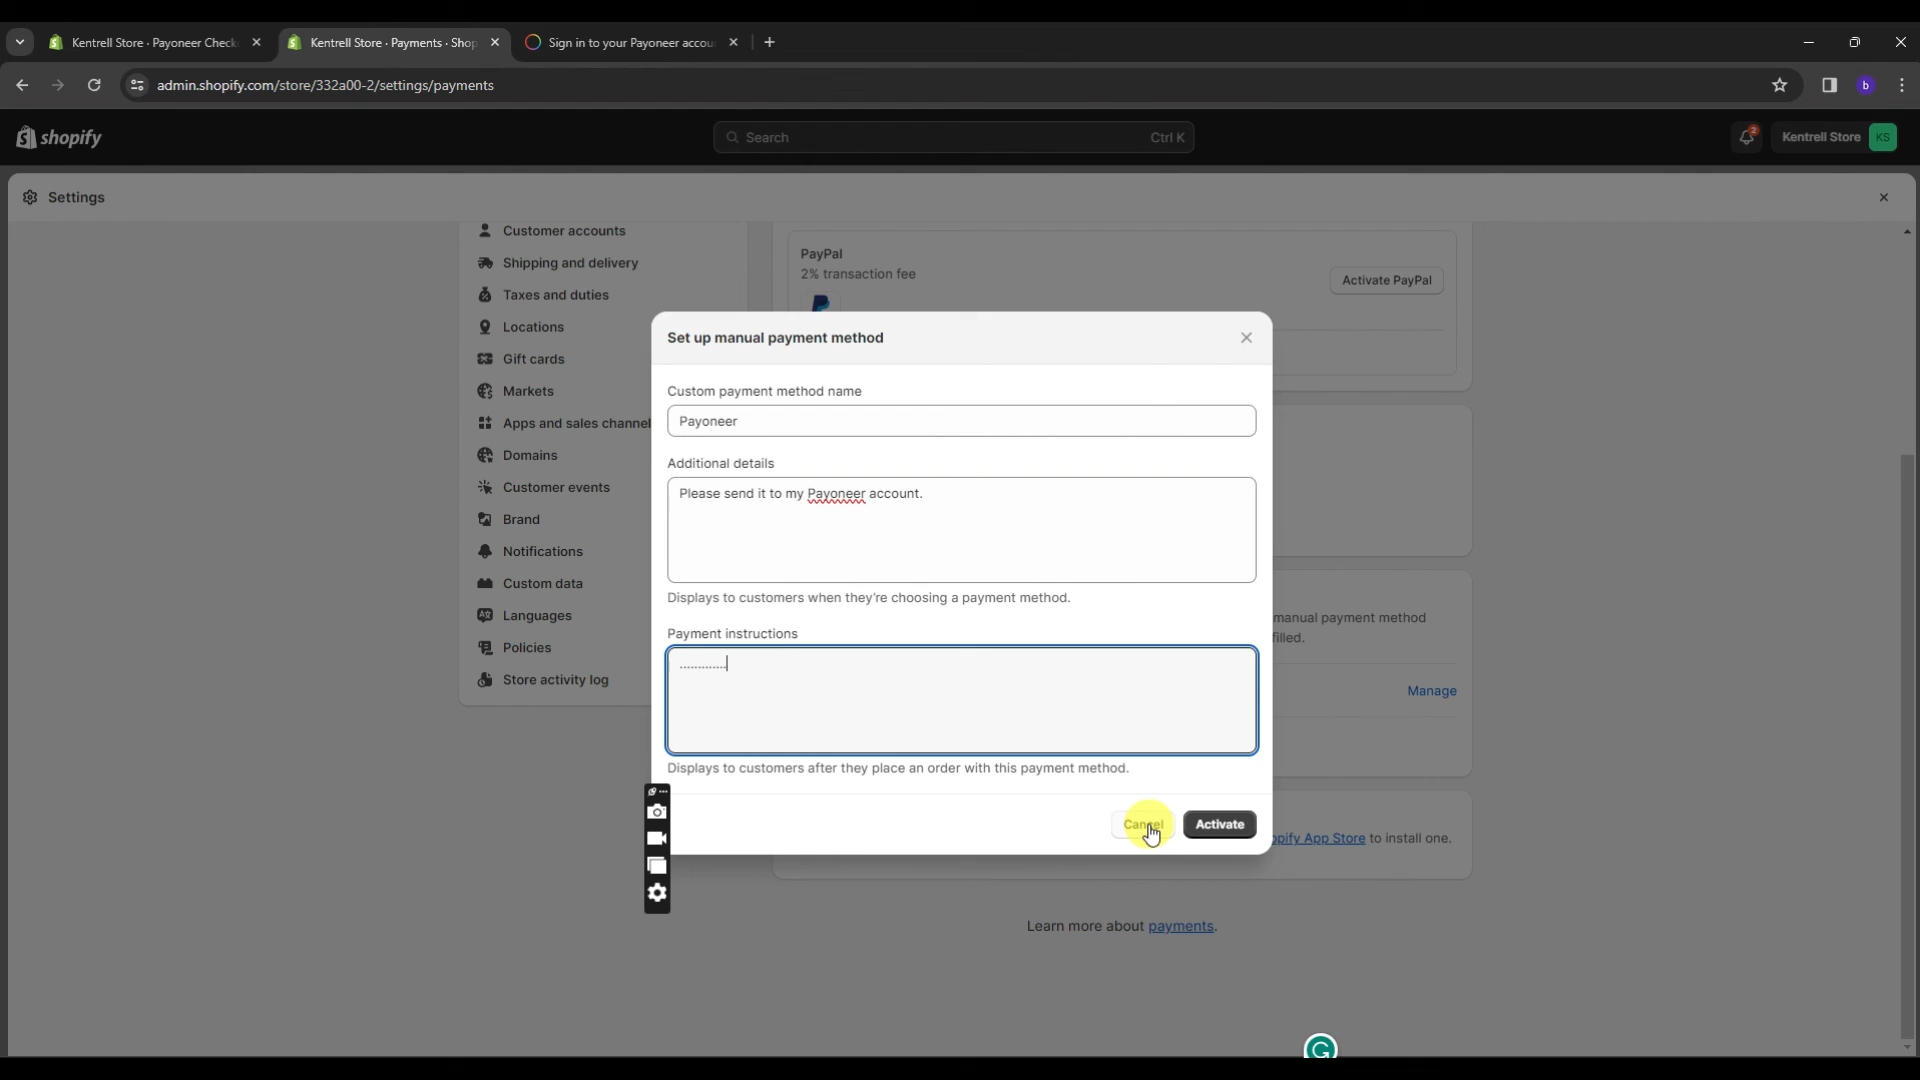 Kentrell Store · Payoneer Check
Kentrell Store · Payments · Shop
Sign in to your Payoneer accou
admin.shopify.com/store/332a00-2/settings/payments
b
shopify
Search
Ctrl K
2
Kentrell Store
KS
Settings
Customer accounts
Shipping and delivery
Taxes and duties
Locations
Gift cards
Markets
Apps and sales channel
Domains
Customer events
Brand
Notifications
Custom data
Languages
Policies
Store activity log
PayPal
2% transaction fee
Activate PayPal
Set up manual payment method
Custom payment method name
Payoneer
Additional details
Please send it to my Payoneer account.
Displays to customers when they're choosing a payment method.
Payment instructions
.............
Displays to customers after they place an order with this payment method.
Cancel
Activate
manual payment method
filled.
Manage
opify App Store to install one.
Learn more about payments.